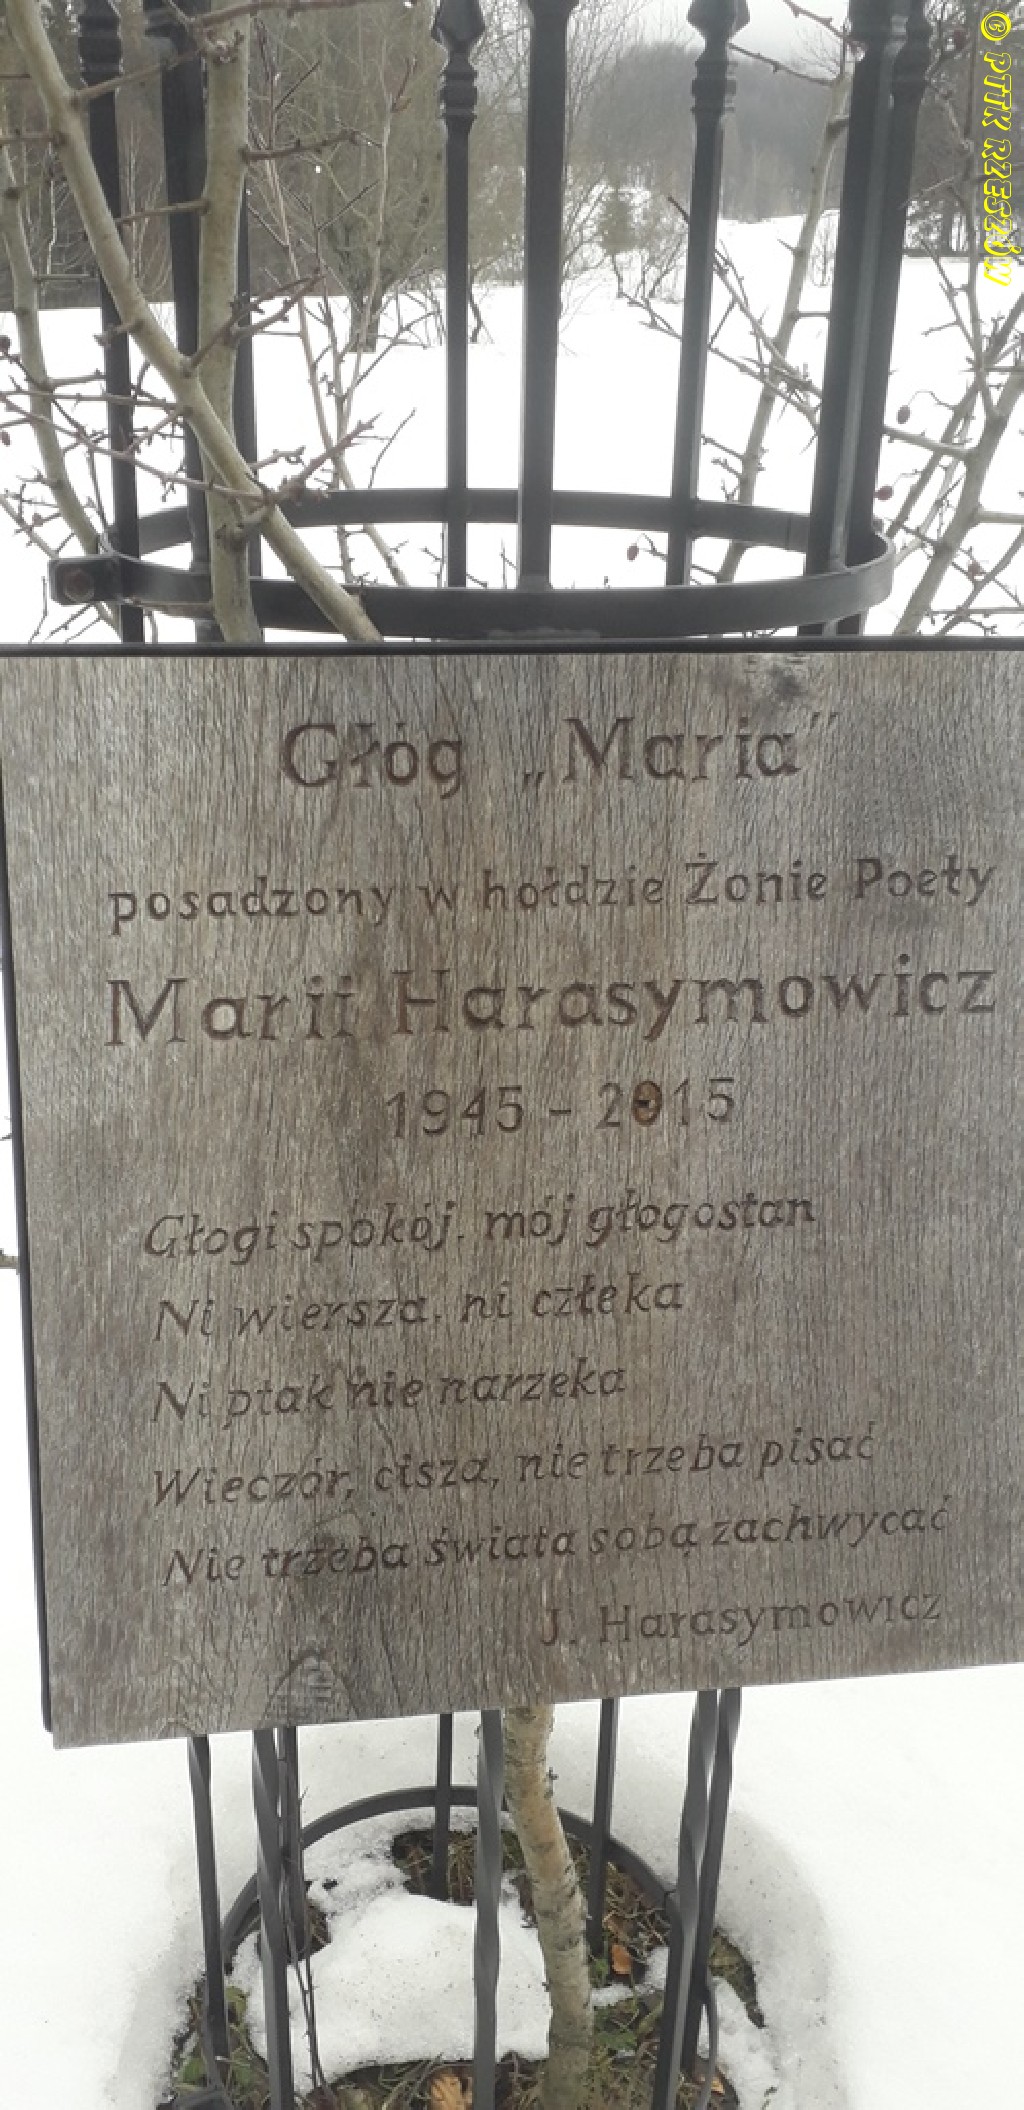 © PTTK RZESZÓW
Głóg „Maria”
posadzony w hołdzie Żonie Poety
Marii Harasymowicz
1945 - 2015
Głogi spokój. mój głogostan
Ni wiersza, ni człeka
Ni ptak nie narzeka
Wieczór, cisza, nie trzeba pisać
Nie trzeba świata sobą zachwycać
J. Harasymowicz